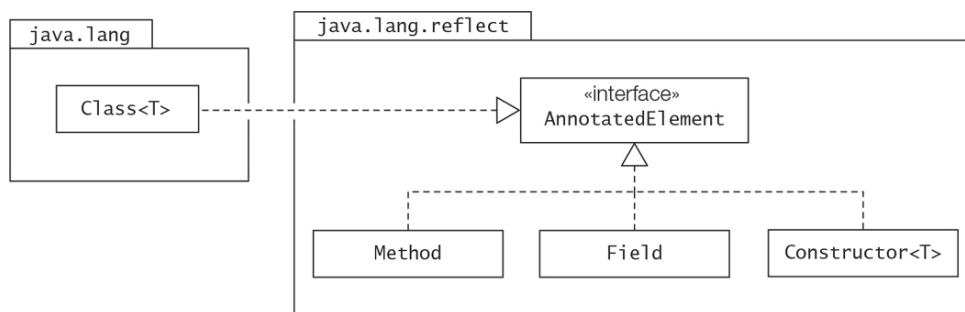 java.lang
java.lang.reflect
Class<T>
«interface»
AnnotatedElement
Method
Field
Constructor<T>